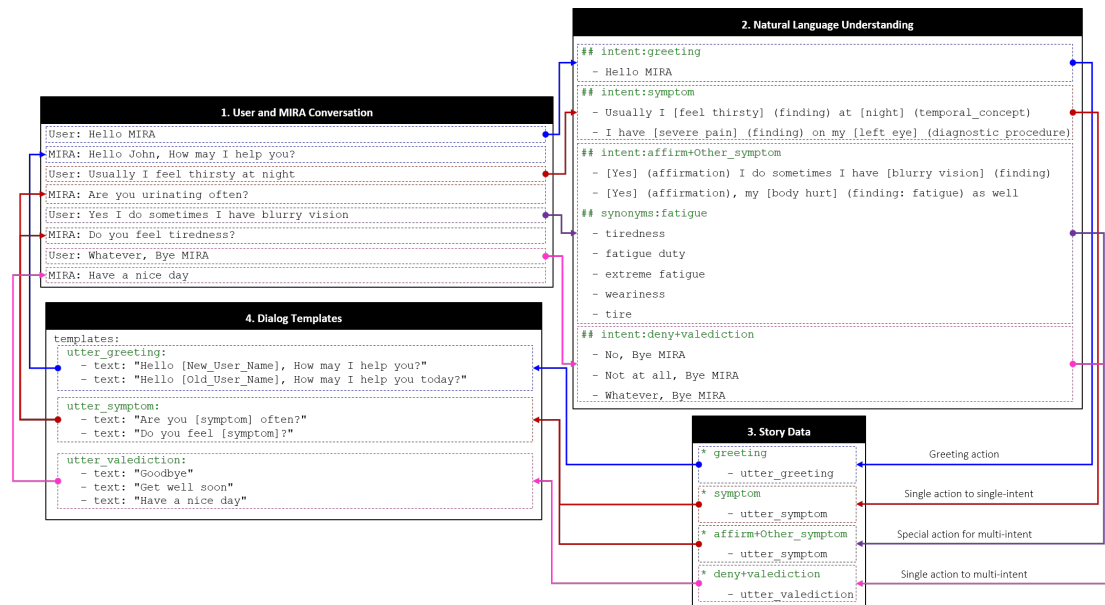 1. User and MIRA Conversation
User: Hello MIRA
MIRA: Hello John, How may I help you?
User: Usually I feel thirsty at night
MIRA: Are you urinating often?
User: Yes I do sometimes I have blurry vision
MIRA: Do you feel tiredness?
User: Whatever, Bye MIRA
MIRA: Have a nice day
2. Natural Language Understanding
## intent:greeting
- Hello MIRA
## intent:symptom
- Usually I [feel thirsty] (finding) at [night] (temporal_concept)
- I have [severe pain] (finding) on my [left eye] (diagnostic procedure)
## intent:affirm+Other_symptom
- [Yes] (affirmation) I do sometimes I have [blurry vision] (finding)
- [Yes] (affirmation), my [body hurt] (finding: fatigue) as well
## synonyms:fatigue
- tiredness
- fatigue duty
- extreme fatigue
- weariness
- tire
## intent:deny+valediction
- No, Bye MIRA
- Not at all, Bye MIRA
- Whatever, Bye MIRA
3. Story Data
* greeting
- utter_greeting
* symptom
- utter_symptom
* affirm+Other_symptom
- utter_symptom
* deny+valediction
- utter_valediction
Greeting action
Single action to single-intent
Special action for multi-intent
Single action to multi-intent
4. Dialog Templates
templates:
utter_greeting:
- text: "Hello [New_User_Name], How may I help you?"
- text: "Hello [Old_User_Name], How may I help you today?"
utter_symptom:
- text: "Are you [symptom] often?"
- text: "Do you feel [symptom]?"
utter_valediction:
- text: "Goodbye"
- text: "Get well soon"
- text: "Have a nice day"